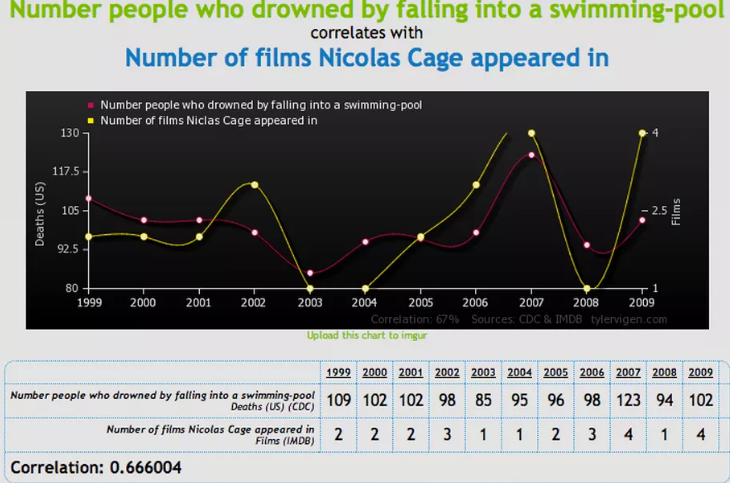 Number people who drowned by falling into a swimming-pool
correlates with
Number of films Nicolas Cage appeared in
Number people who drowned by falling into a swimming-pool
Number of films Niclas Cage appeared in
130
117.5
105
92.5
80
Deaths (US)
4
2.5
1
Films
1999 2000 2001 2002 2003 2004 2005 2006 2007 2008 2009
Correlation: 67% Sources: CDC & IMDB tylervigen.com
Upload this chart to imgur
1999 2000 2001 2002 2003 2004 2005 2006 2007 2008 2009
Number people who drowned by falling into a swimming-pool
Deaths (US) (CDC)
109 102 102 98 85 95 96 98 123 94 102
Number of films Nicolas Cage appeared in
Films (IMDB)
2 2 2 3 1 1 2 3 4 1 4
Correlation: 0.666004